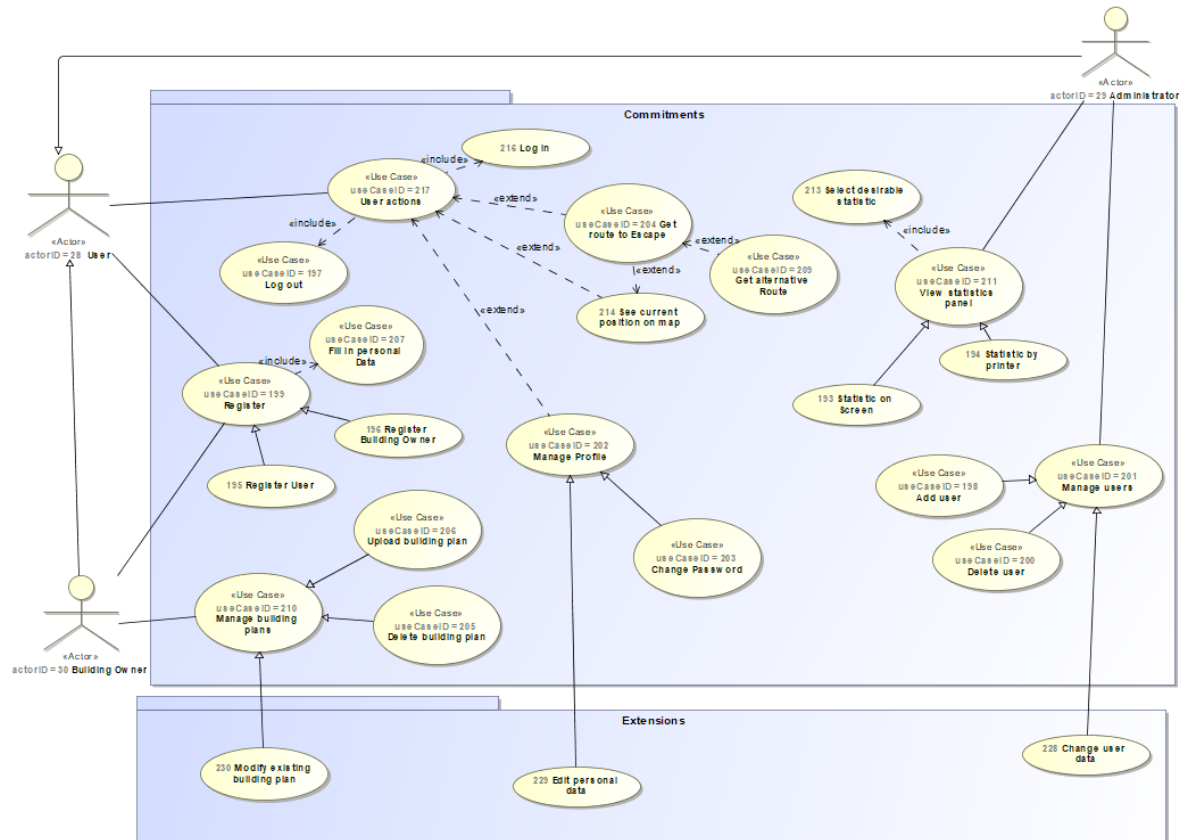 «Actor»
actorID = 29 Administrator
Commitments
216 Log in
«include»
«Use Case»
useCaseID = 217
User actions
«extend»
«Use Case»
useCaseID = 204 Get
route to Escape
213 Select desirable
statistic
«include»
«include»
«extend»
«extend»
«extend»
«Actor»
actorID = 28 User
«Use Case»
useCaseID = 197
Log out
«Use Case»
useCaseID = 209
Get alternative
Route
«Use Case»
useCaseID = 211
View statistics
panel
«extend»
214 See current
position on map
«Use Case»
useCaseID = 207
Fill in personal
Data
«include»
194 Statistic by
printer
«Use Case»
useCaseID = 199
Register
193 Statistic on
Screen
196 Register
Building Owner
«Use Case»
useCaseID = 202
Manage Profile
195 Register User
«Use Case»
useCaseID = 198
Add user
«Use Case»
useCaseID = 201
Manage users
«Use Case»
useCaseID = 206
Upload building plan
«Use Case»
useCaseID = 203
Change Password
«Use Case»
useCaseID = 200
Delete user
«Use Case»
useCaseID = 210
Manage building
plans
«Use Case»
useCaseID = 205
Delete building plan
«Actor»
actorID = 30 Building Owner
Extensions
230 Modify existing
building plan
229 Edit personal
data
228 Change user
data